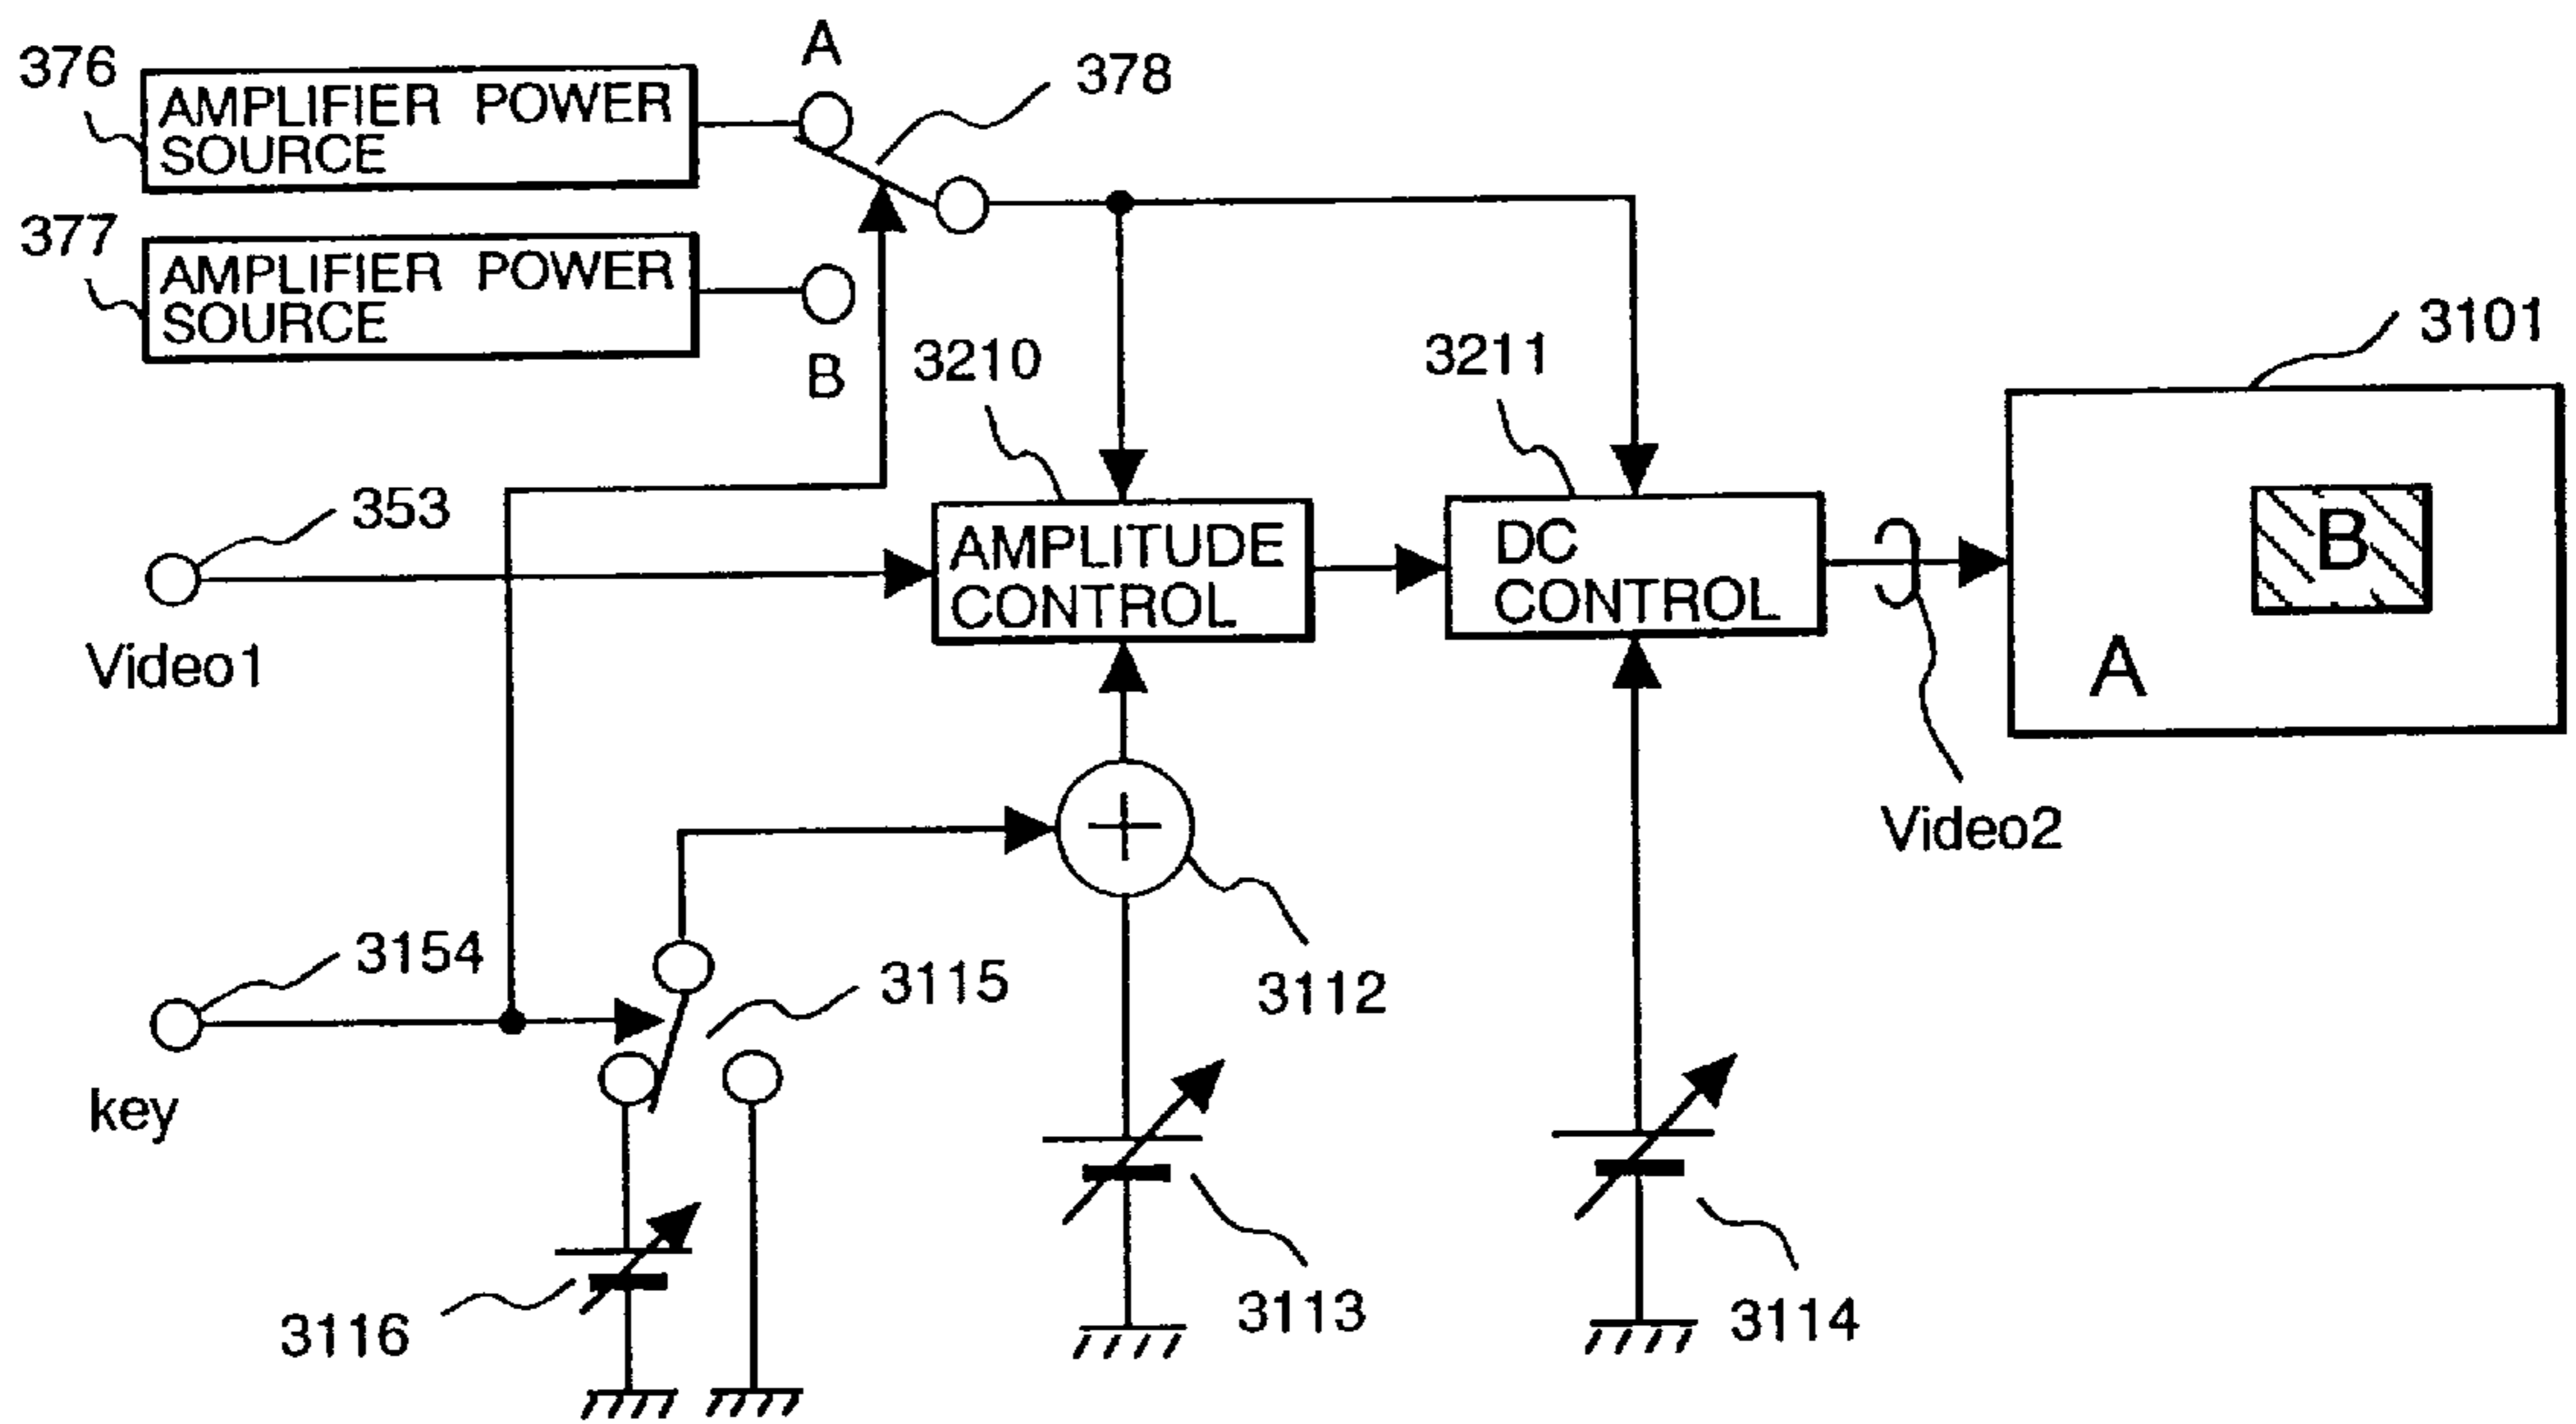 A
376
378
AMPLIFIER POWER
SOURCE
377
AMPLIFIER POWER
SOURCE
B
3210
3211
3101
353
AMPLITUDE
CONTROL
DC
CONTROL
B
A
Video1
Video2
3154
3115
3112
key
3116
3113
3114